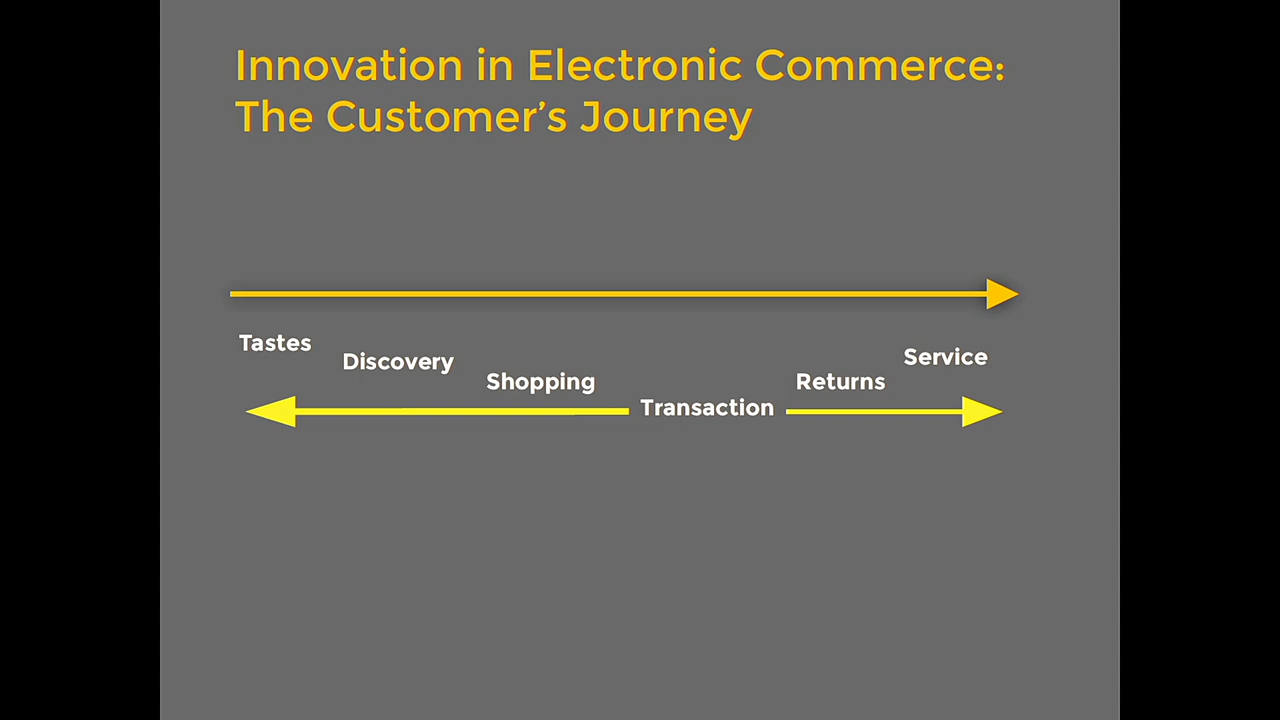 Innovation in Electronic Commerce:
The Customer’s Journey
Tastes
Discovery
Shopping
Transaction
Returns
Service